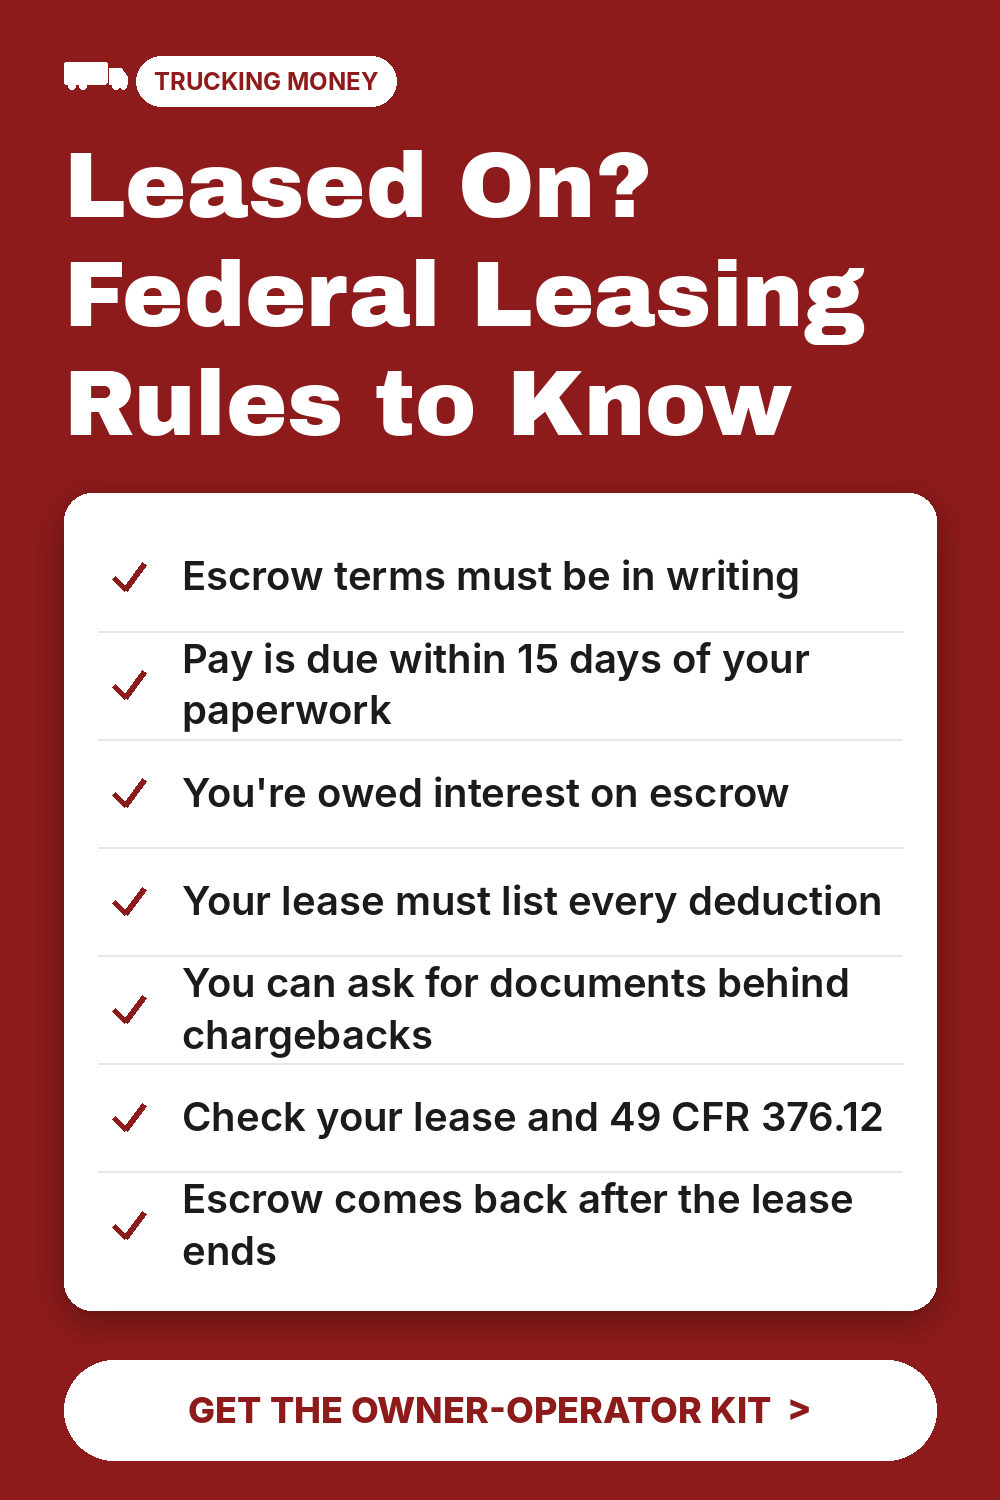 TRUCKING MONEY
Leased On?
Federal Leasing
Rules to Know
Escrow terms must be in writing
Pay is due within 15 days of your
paperwork
You're owed interest on escrow
Your lease must list every deduction
You can ask for documents behind
chargebacks
Check your lease and 49 CFR 376.12
Escrow comes back after the lease
ends
GET THE OWNER-OPERATOR KIT >